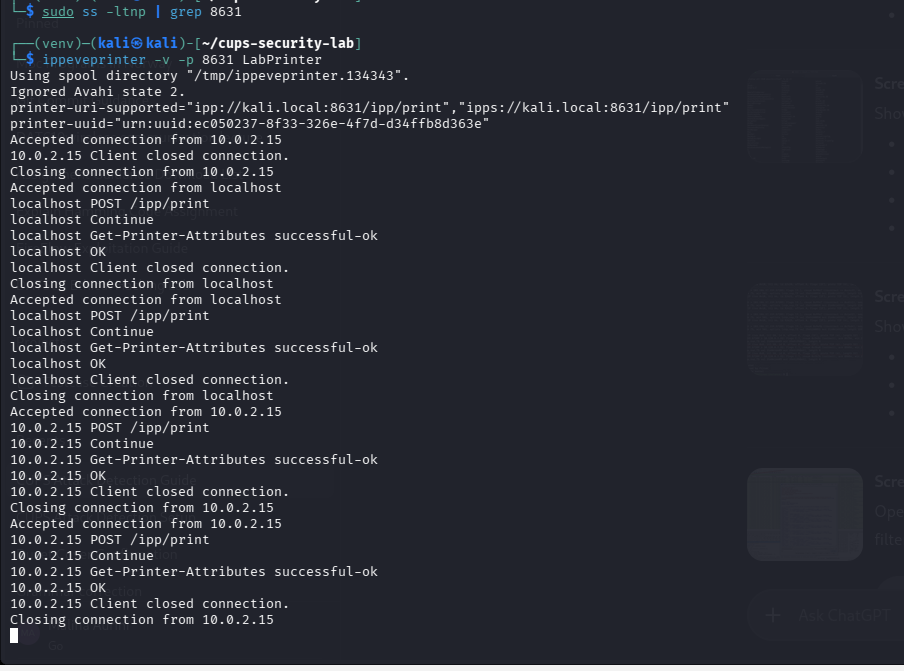 └─$ sudo ss -ltnp | grep 8631
┌──(venv)─(kali㉿kali)-[~/cups-security-lab]
└─$ ippeveprinter -v -p 8631 LabPrinter
Using spool directory "/tmp/ippeveprinter.134343".
Ignored Avahi state 2.
printer-uri-supported="ipp://kali.local:8631/ipp/print","ipps://kali.local:8631/ipp/print"
printer-uuid="urn:uuid:ec050237-8f33-326e-4f7d-d34ffb8d363e"
Accepted connection from 10.0.2.15
10.0.2.15 Client closed connection.
Closing connection from 10.0.2.15
Accepted connection from localhost
localhost POST /ipp/print
localhost Continue
localhost Get-Printer-Attributes successful-ok
localhost OK
localhost Client closed connection.
Closing connection from localhost
Accepted connection from localhost
localhost POST /ipp/print
localhost Continue
localhost Get-Printer-Attributes successful-ok
localhost OK
localhost Client closed connection.
Closing connection from localhost
Accepted connection from 10.0.2.15
10.0.2.15 POST /ipp/print
10.0.2.15 Continue
10.0.2.15 Get-Printer-Attributes successful-ok
10.0.2.15 OK
10.0.2.15 Client closed connection.
Closing connection from 10.0.2.15
Accepted connection from 10.0.2.15
10.0.2.15 POST /ipp/print
10.0.2.15 Continue
10.0.2.15 Get-Printer-Attributes successful-ok
10.0.2.15 OK
10.0.2.15 Client closed connection.
Closing connection from 10.0.2.15
Scre
Sho
Scre
Sho
Scre
Ope
filte
Ask ChatGPT
Go